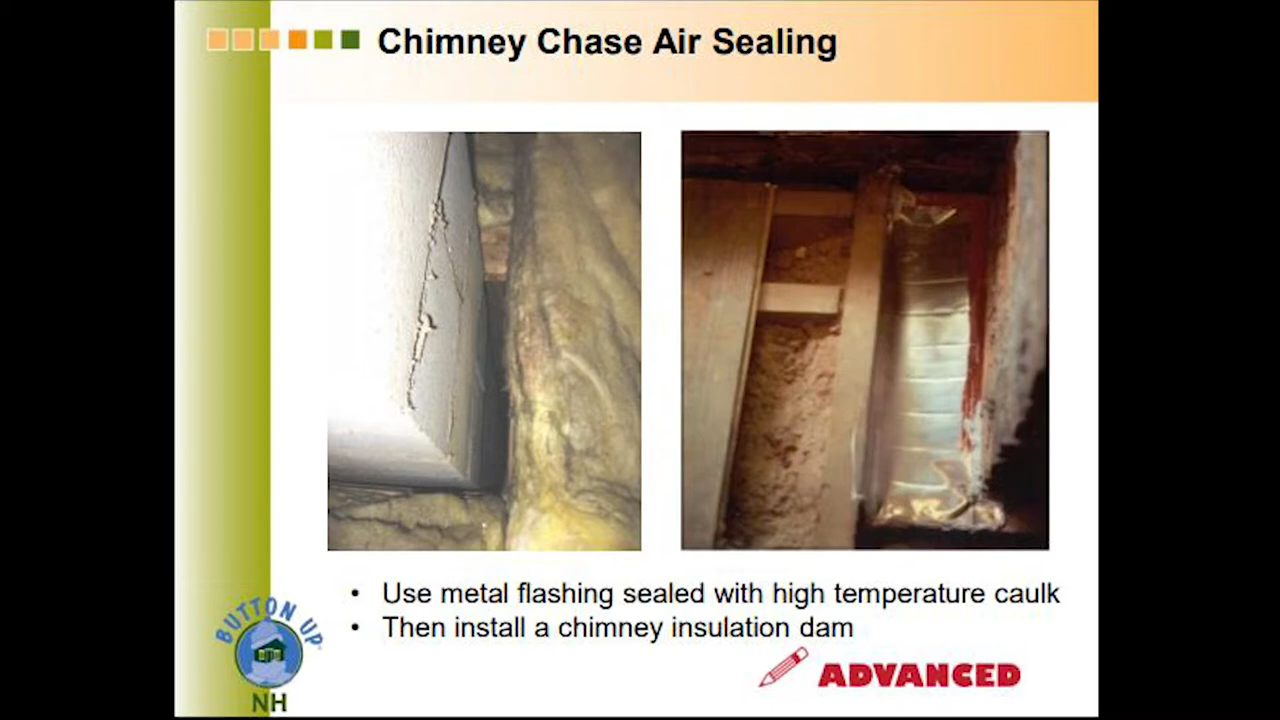 Chimney Chase Air Sealing
• Use metal flashing sealed with high temperature caulk
• Then install a chimney insulation dam
BUTTON UP
NH
ADVANCED